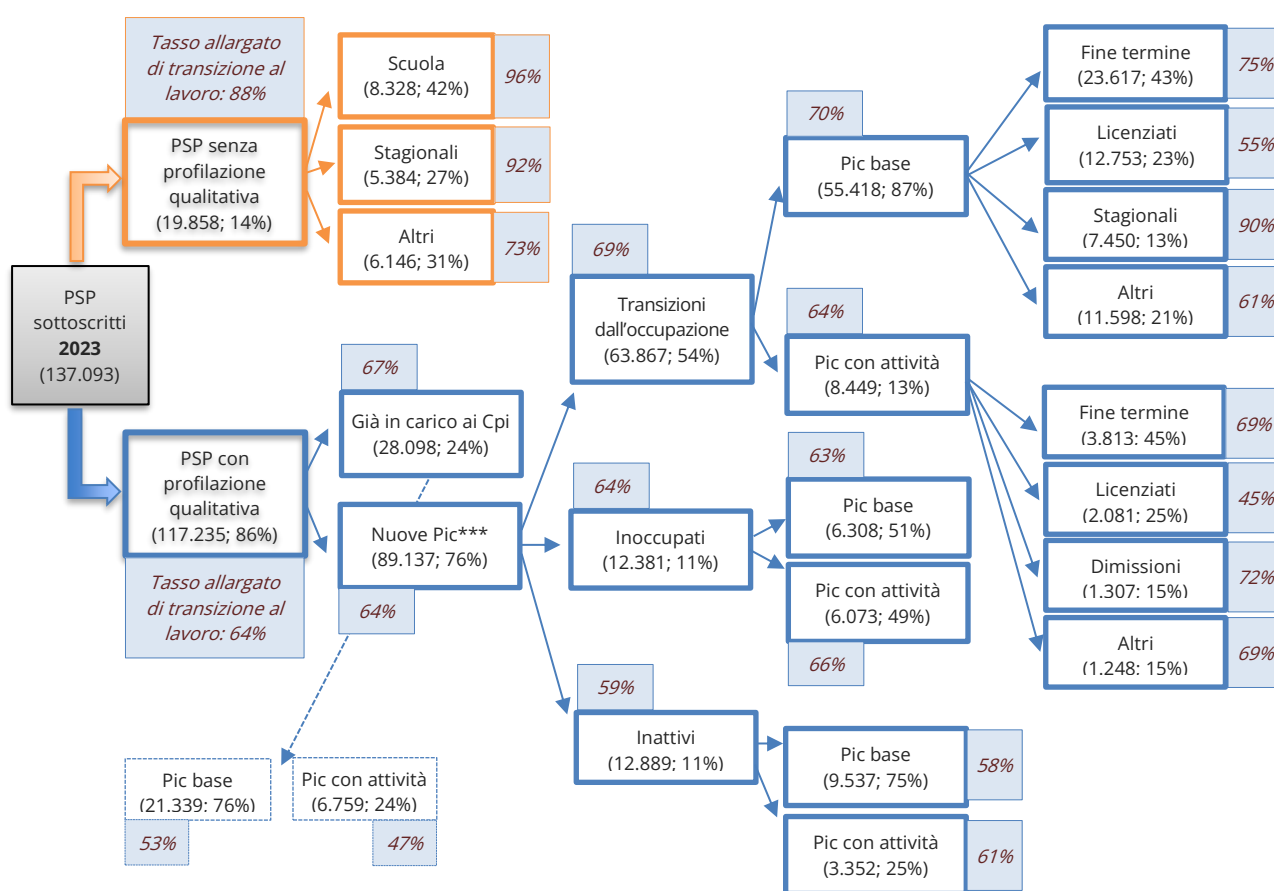 Tasso allargato
di transizione al
lavoro: 88%
PSP senza
profilazione
qualitativa
(19.858; 14%)
Scuola
(8.328; 42%)
96%
Stagionali
(5.384; 27%)
92%
Altri
(6.146; 31%)
73%
PSP
sottoscritti
2023
(137.093)
PSP con
profilazione
qualitativa
(117.235; 86%)
Tasso allargato
di transizione al
lavoro: 64%
67%
Già in carico ai Cpi
(28.098; 24%)
Nuove Pic***
(89.137; 76%)
64%
Pic base
(21.339: 76%)
53%
Pic con attività
(6.759; 24%)
47%
69%
Transizioni
dall'occupazione
(63.867; 54%)
64%
Inoccupati
(12.381; 11%)
59%
Inattivi
(12.889; 11%)
70%
Pic base
(55.418; 87%)
64%
Pic con attività
(8.449; 13%)
63%
Pic base
(6.308; 51%)
Pic con attività
(6.073; 49%)
66%
Pic base
(9.537; 75%)
58%
Pic con attività
(3.352; 25%)
61%
Fine termine
(23.617; 43%)
75%
Licenziati
(12.753; 23%)
55%
Stagionali
(7.450; 13%)
90%
Altri
(11.598; 21%)
61%
Fine termine
(3.813: 45%)
69%
Licenziati
(2.081; 25%)
45%
Dimissioni
(1.307: 15%)
72%
Altri
(1.248: 15%)
69%